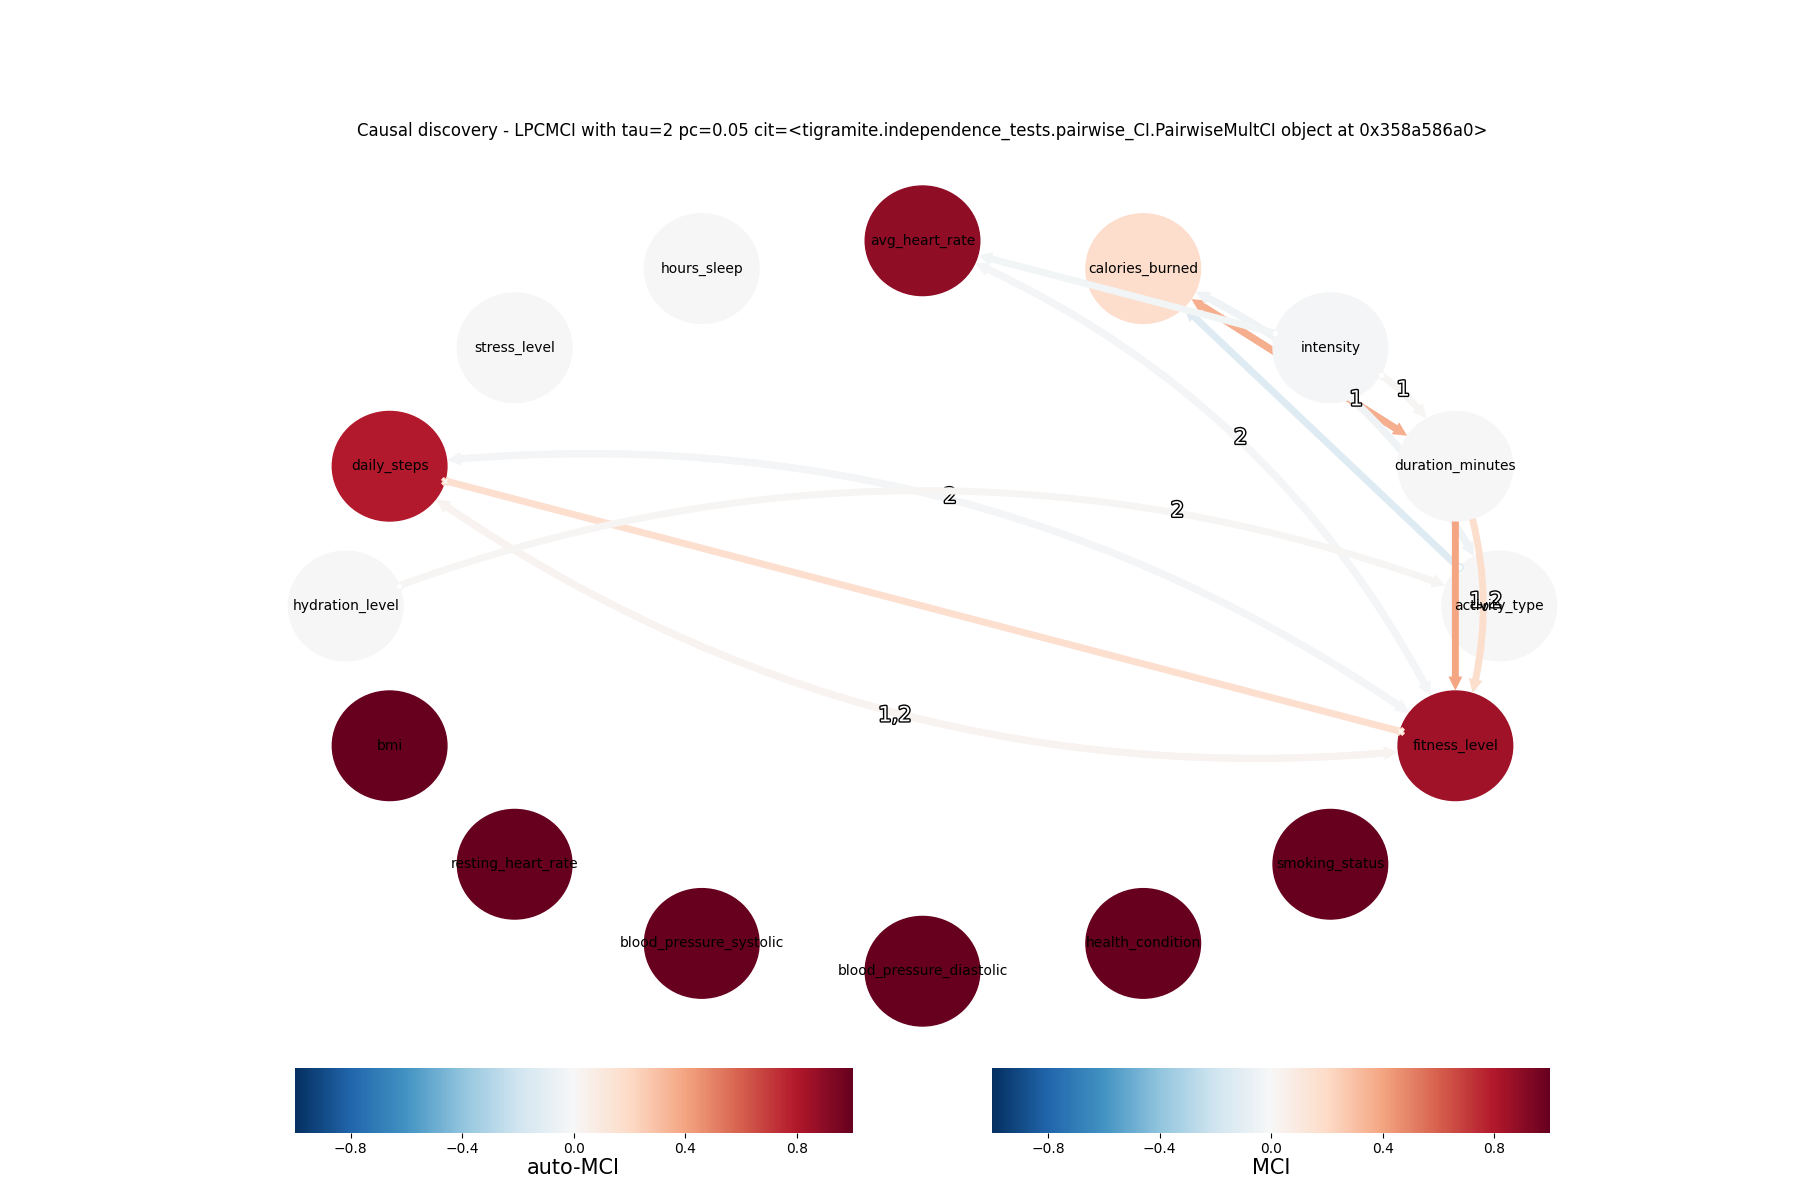 Causal discovery - LPCMCI with tau=2 pc=0.05 cit=<tigramite.independence_tests.pairwise_CI.PairwiseMultCI object at 0x358a586a0>
avg_heart_rate
hours_sleep
calories_burned
stress_level
intensity
1
1
2
daily_steps
duration_minutes
2
2
hydration_level
1,2
activity_type
1,2
bmi
fitness_level
resting_heart_rate
smoking_status
blood_pressure_systolic
health_condition
blood_pressure_diastolic
−0.8 −0.4 0.0 0.4 0.8
auto-MCI
−0.8 −0.4 0.0 0.4 0.8
MCI